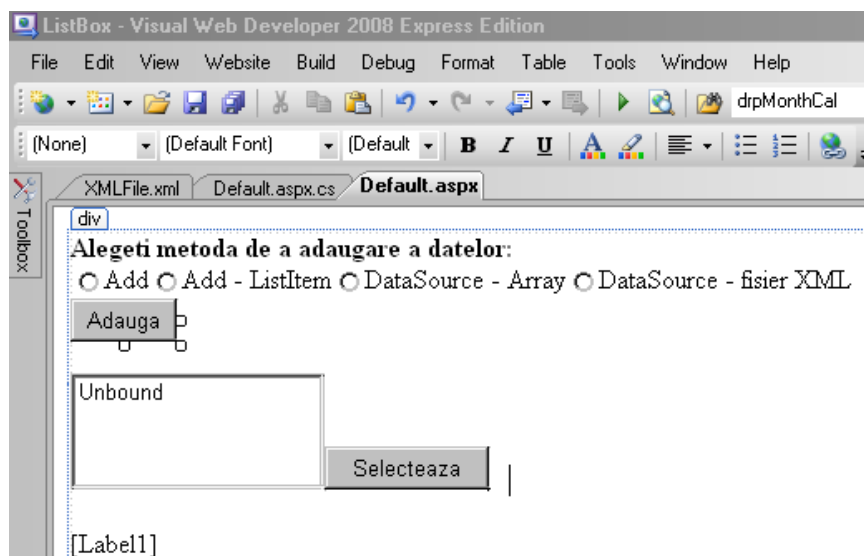 ListBox - Visual Web Developer 2008 Express Edition
File Edit View Website Build Debug Format Table Tools Window Help
drpMonthCal
(None) (Default Font) (Default B I U A
Toolbox
XMLFile.xml Default.aspx.cs Default.aspx
div
Alegeti metoda de a adaugare a datelor:
Add Add - ListItem DataSource - Array DataSource - fisier XML
Adauga
Unbound
Selecteaza
[Label1]